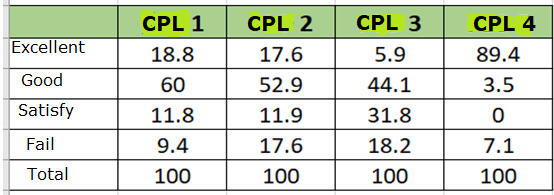 CPL 1 CPL 2 CPL 3 CPL 4
Excellent 18.8 17.6 5.9 89.4
Good 60 52.9 44.1 3.5
Satisfy 11.8 11.9 31.8 0
Fail 9.4 17.6 18.2 7.1
Total 100 100 100 100